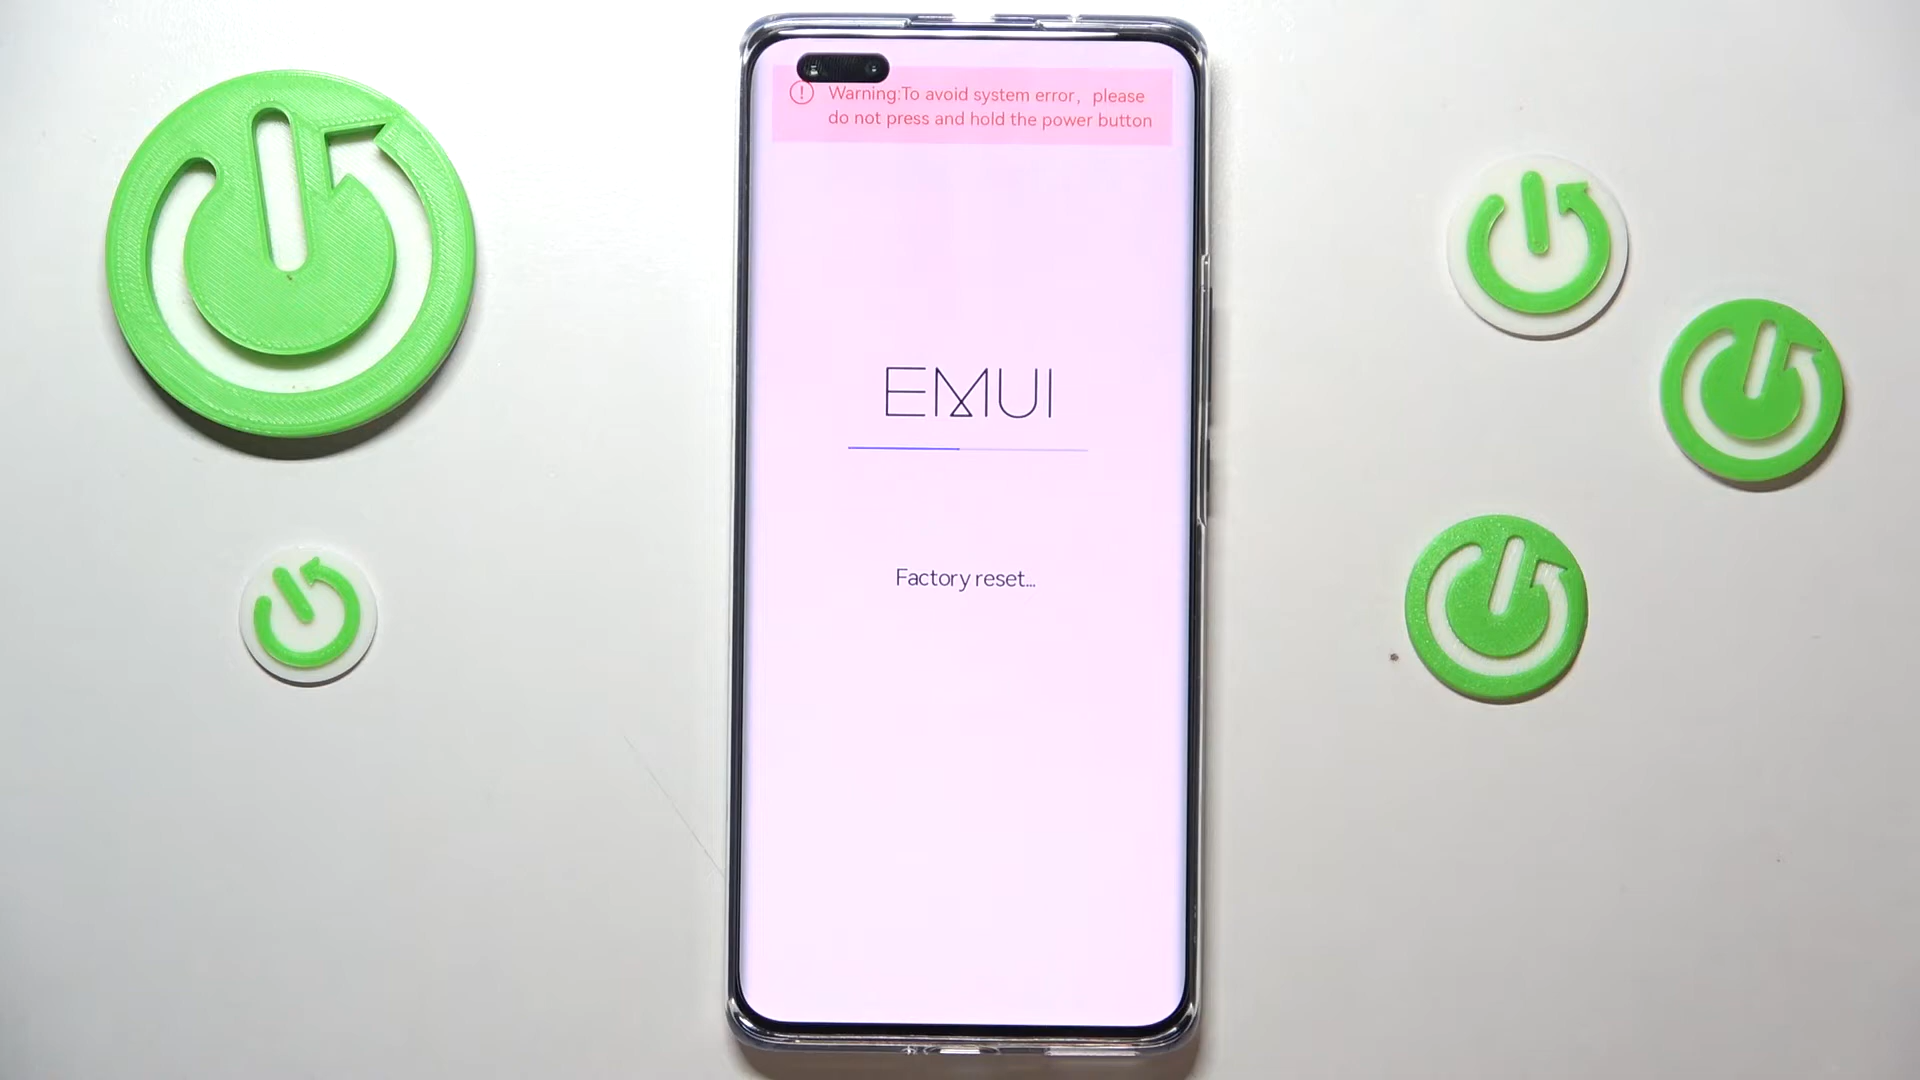 Warning:To avoid system error, please
do not press and hold the power button
EMUI
Factory reset...